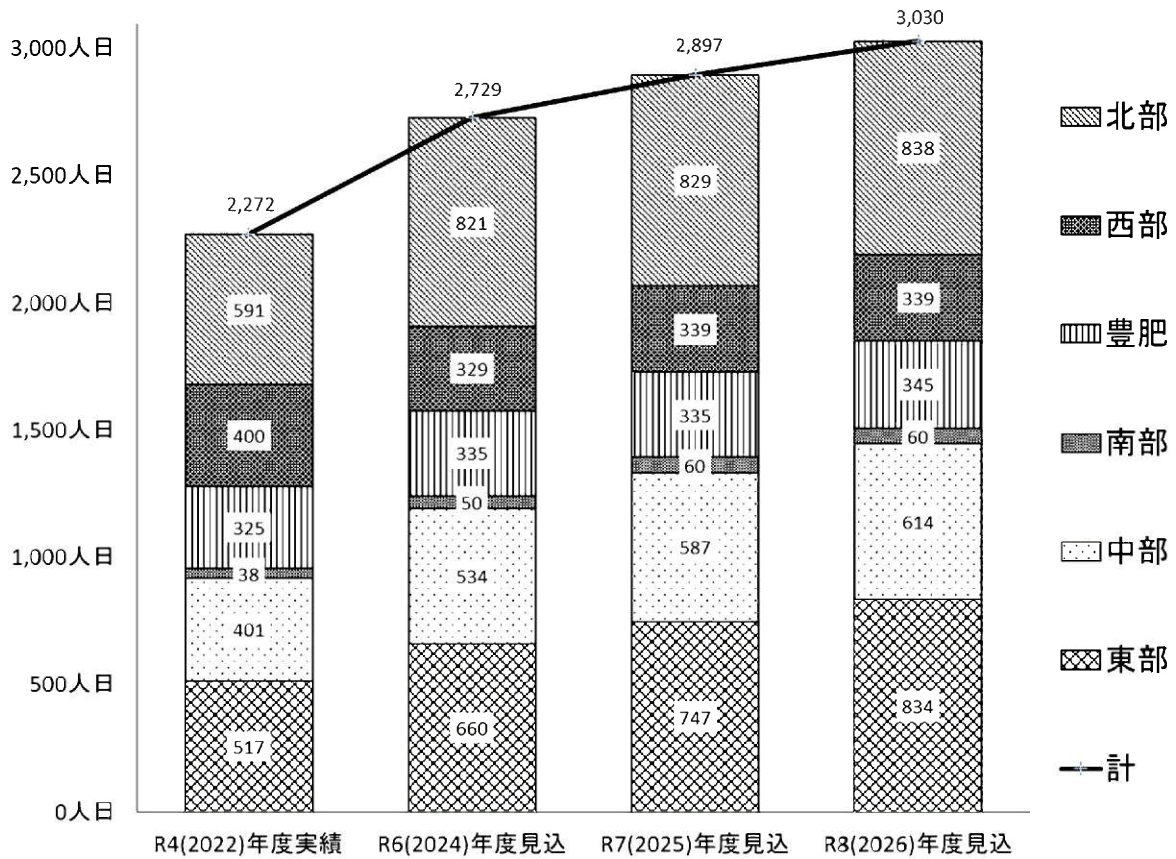 3,030
3,000人日
2,897
2,729
北部
2,500人日
838
829
821
2,272
西部
2,000人日
591
339
339
329
豊肥
1,500人日
400
345
335
335
南部
60
60
50
325
1,000人日
38
614
587
534
中部
401
500人日
東部
834
747
660
517
計
0人日
R4(2022)年度実績
R6(2024)年度見込
R7(2025)年度見込
R8(2026)年度見込